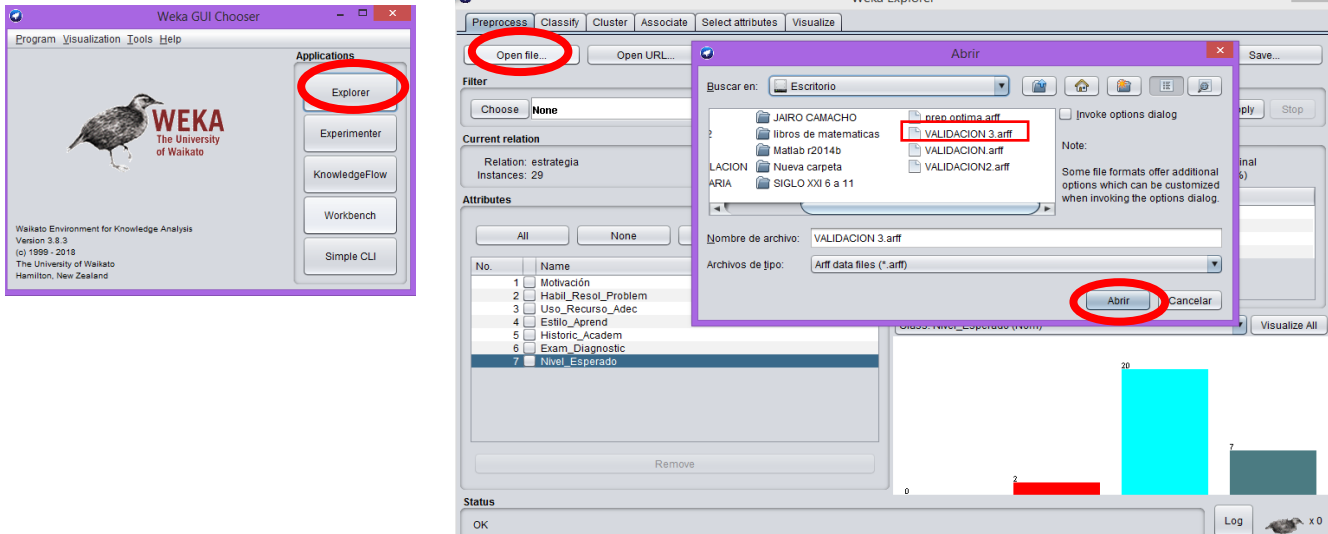 Weka GUI Chooser
Program Visualization Tools Help
Applications
WEKA
The University
of Waikato
Explorer
Experimenter
KnowledgeFlow
Workbench
Simple CLI
Waikato Environment for Knowledge Analysis
Version 3.8.3
(c) 1999 - 2018
The University of Waikato
Hamilton, New Zealand
Weka Explorer
Preprocess Classify Cluster Associate Select attributes Visualize
Open file... Open URL... Save...
Filter
Choose None Stop
Current relation
Relation: estrategia
Instances: 29
Attributes
All None
No. Name
1 Motivación
2 Habil_Resol_Problem
3 Uso_Recurso_Adec
4 Estilo_Aprend
5 Historic_Academ
6 Exam_Diagnostic
7 Nivel_Esperado
Remove
Status
OK
Abrir
Buscar en: Escritorio
JAIRO CAMACHO
libros de matematicas
Matlab r2014b
Nueva carpeta
SIGLO XXI 6 a 11
prep optima.arff
VALIDACION 3.arff
VALIDACION.arff
VALIDACION2.arff
Invoke options dialog
Note:
Some file formats offer additional
options which can be customized
when invoking the options dialog.
Nombre de archivo: VALIDACION 3.arff
Archivos de tipo: Arff data files (*.arff)
Abrir Cancelar
Class: Nivel_Esperado (Nom) Visualize All
0
2
20
7
Log x 0